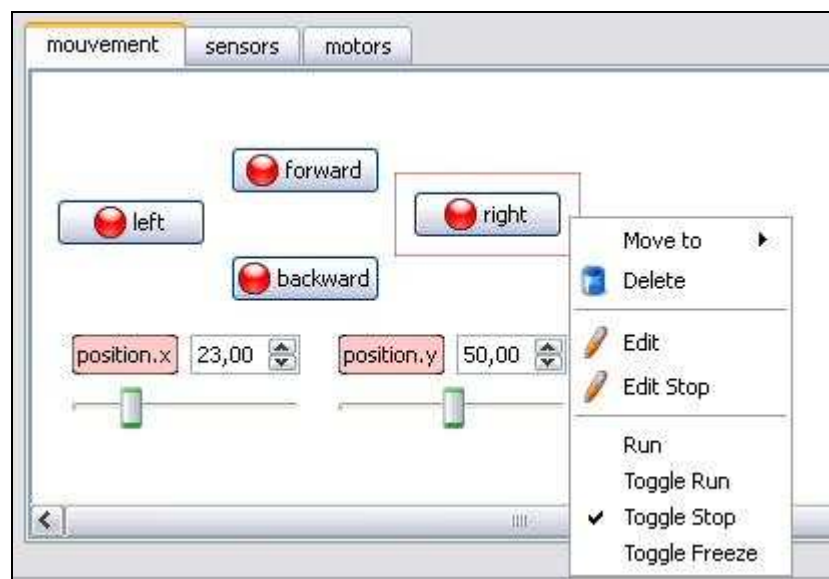 mouvement sensors motors
forward
left
right
backward
position.x 23,00 position.y 50,00
Move to
Delete
Edit
Edit Stop
Run
Toggle Run
Toggle Stop
Toggle Freeze